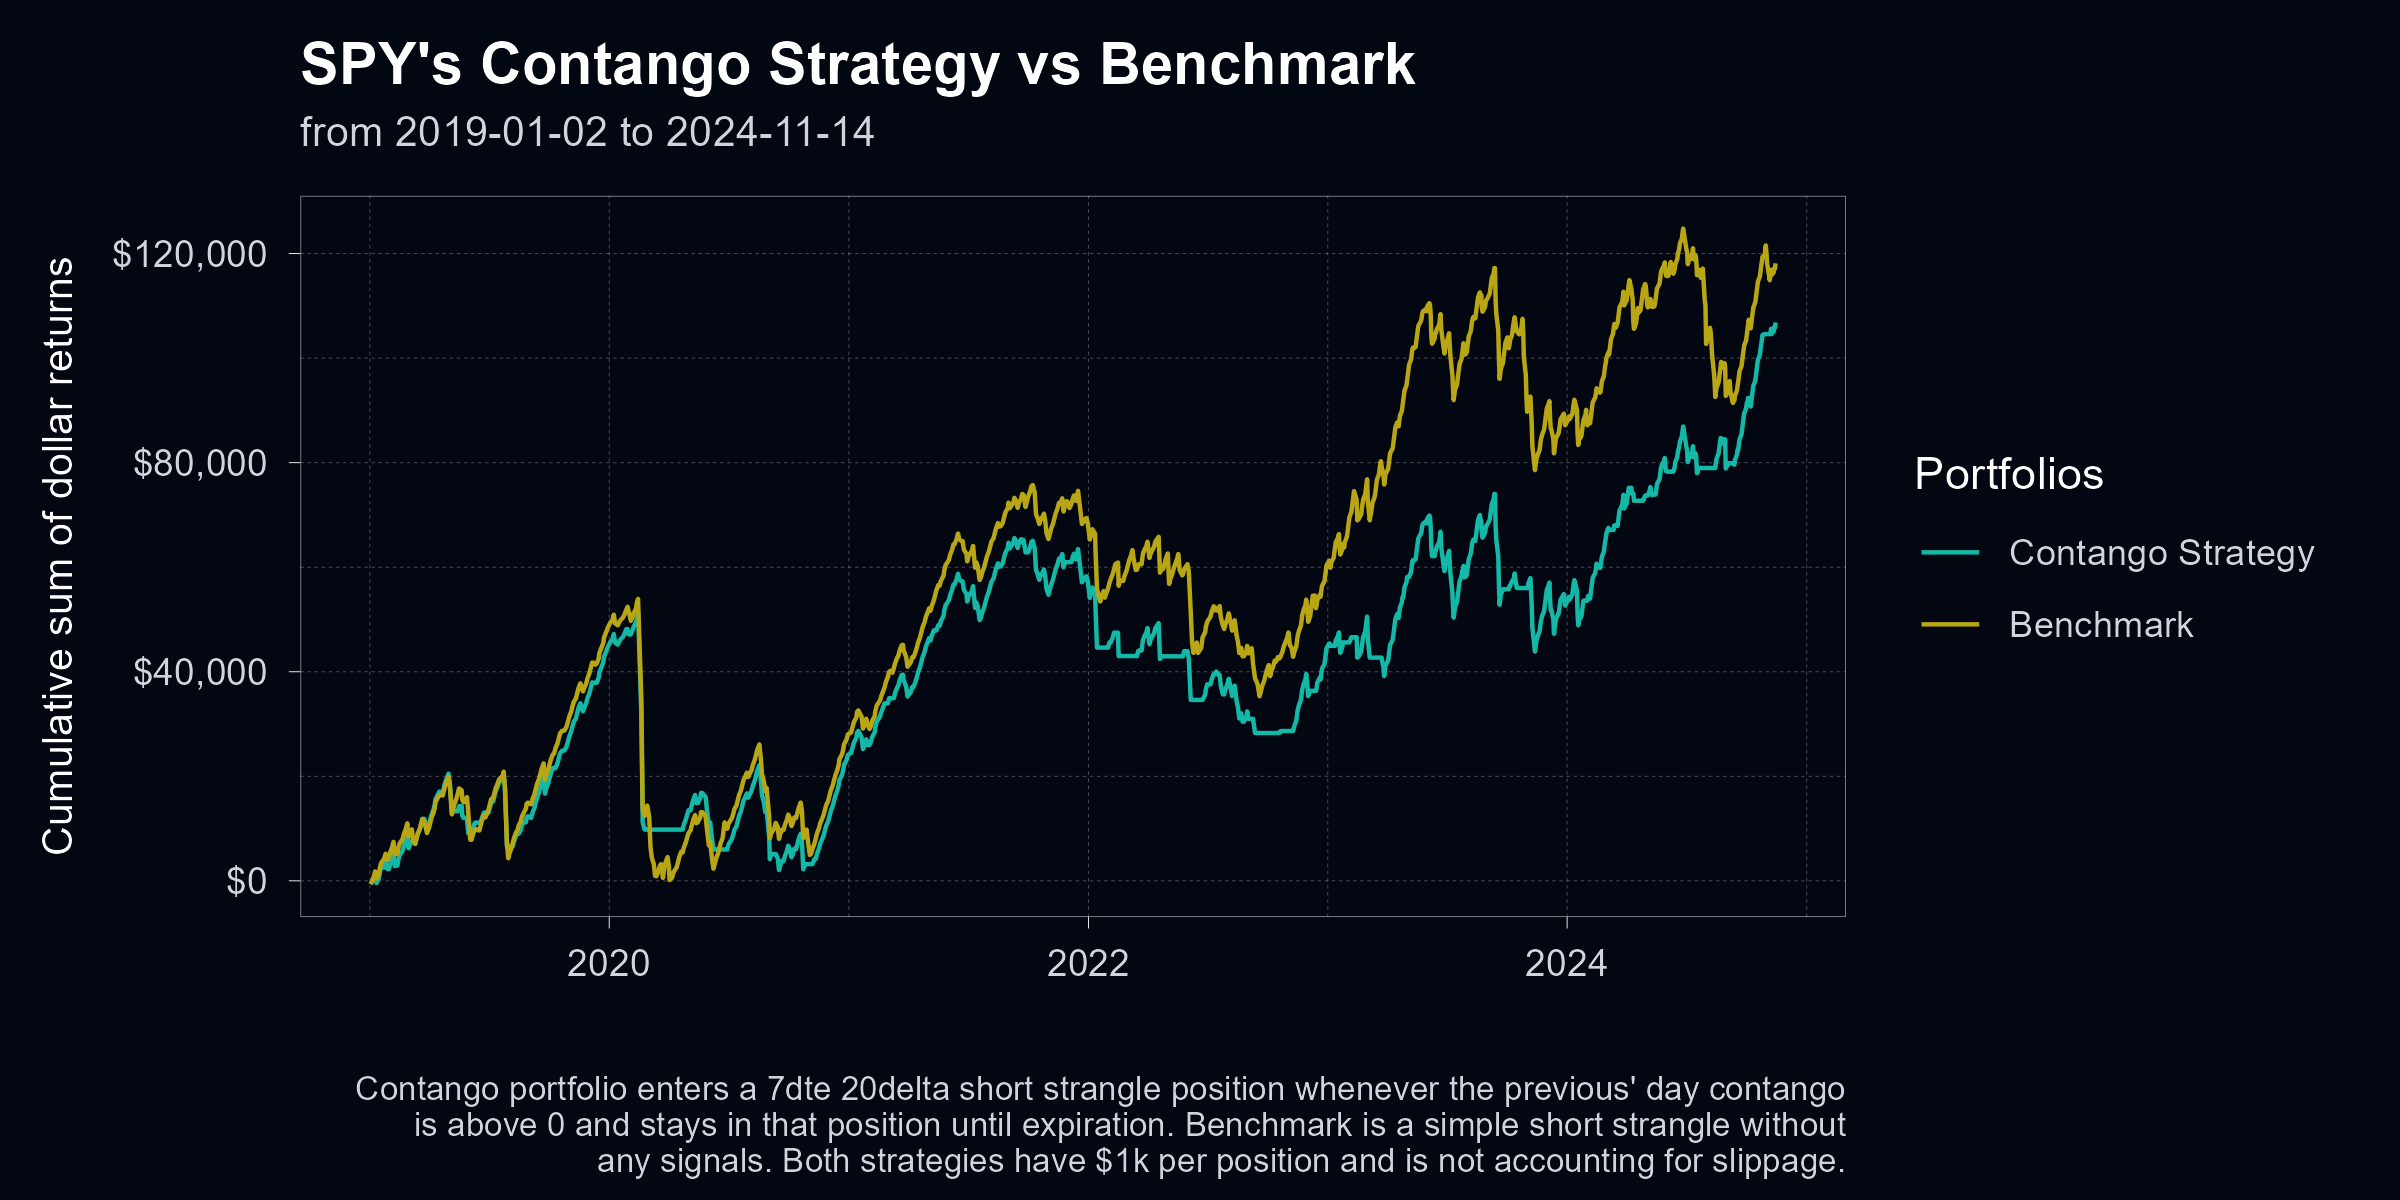 SPY's Contango Strategy vs Benchmark
from 2019-01-02 to 2024-11-14
Cumulative sum of dollar returns
$120,000
$80,000
$40,000
$0
2020
2022
2024
Portfolios
Contango Strategy
Benchmark
Contango portfolio enters a 7dte 20delta short strangle position whenever the previous' day contango
is above 0 and stays in that position until expiration. Benchmark is a simple short strangle without
any signals. Both strategies have $1k per position and is not accounting for slippage.